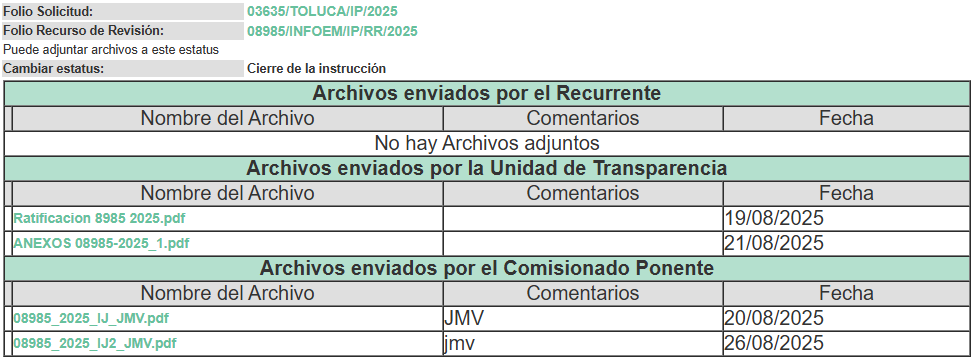 Folio Solicitud: 03635/TOLUCA/IP/2025
Folio Recurso de Revisión: 08985/INFOEM/IP/RR/2025
Puede adjuntar archivos a este estatus
Cambiar estatus: Cierre de la instrucción
Archivos enviados por el Recurrente
Nombre del Archivo Comentarios Fecha
No hay Archivos adjuntos
Archivos enviados por la Unidad de Transparencia
Nombre del Archivo Comentarios Fecha
Ratificacion 8985 2025.pdf 19/08/2025
ANEXOS 08985-2025_1.pdf 21/08/2025
Archivos enviados por el Comisionado Ponente
Nombre del Archivo Comentarios Fecha
08985_2025_IJ_JMV.pdf JMV 20/08/2025
08985_2025_IJ2_JMV.pdf jmv 26/08/2025